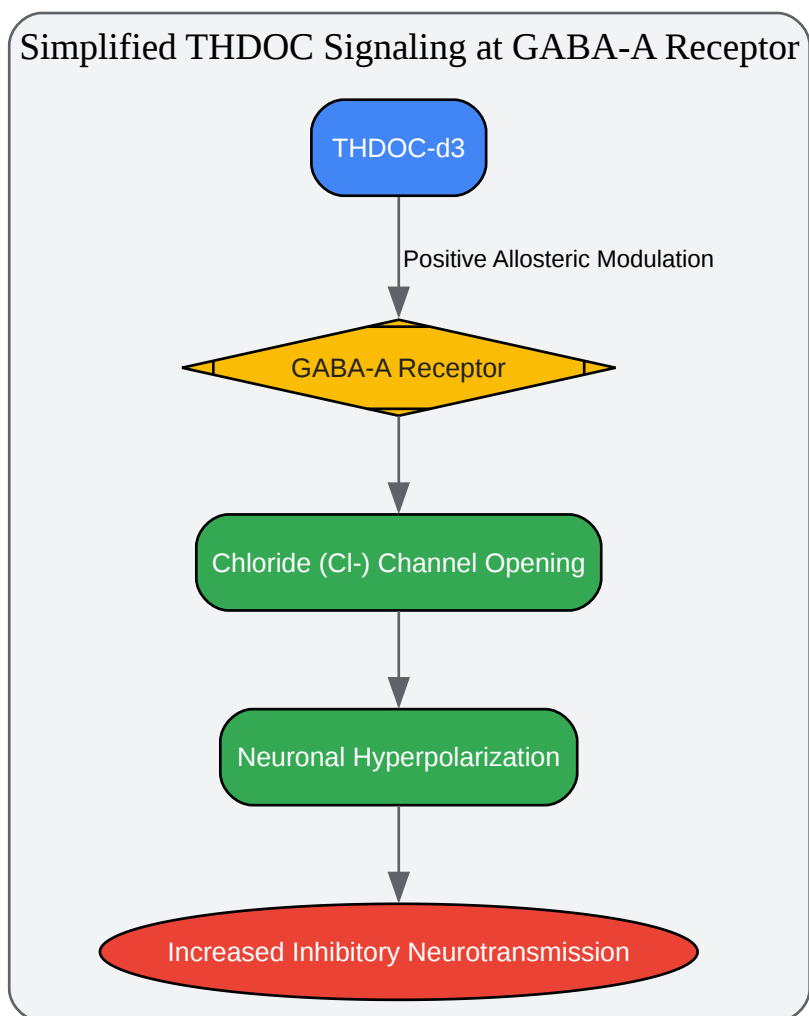 Simplified THDOC Signaling at GABA-A Receptor
THDOC-d3
Positive Allosteric Modulation
GABA-A Receptor
Chloride (Cl-) Channel Opening
Neuronal Hyperpolarization
Increased Inhibitory Neurotransmission